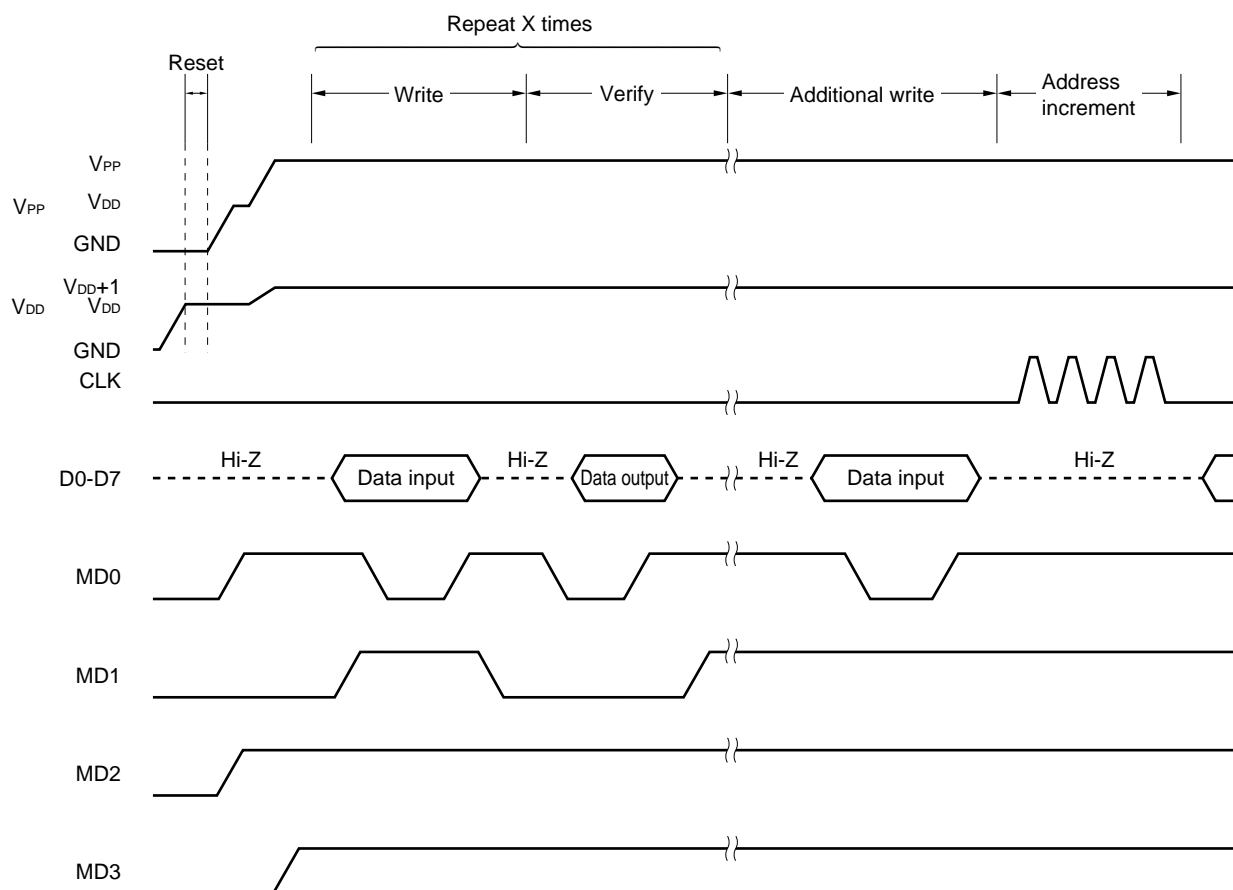 Repeat X times
Reset
Write
Verify
Additional write
Address
increment
VPP
VPP
VDD
GND
VDD+1
VDD
VDD
GND
CLK
D0-D7
Hi-Z
Data input
Hi-Z
Data output
Hi-Z
Data input
Hi-Z
MD0
MD1
MD2
MD3